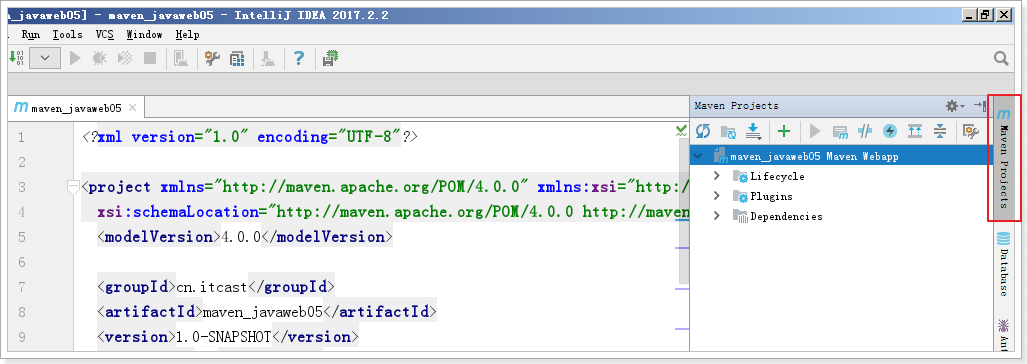 n_javaweb05] - maven_javaweb05 - IntelliJ IDEA 2017.2.2
Run Tools VCS Window Help
maven_javaweb05
1 <?xml version="1.0" encoding="UTF-8"?>
2
3 <project xmlns="http://maven.apache.org/POM/4.0.0" xmlns:xsi="http:/
4 xsi:schemaLocation="http://maven.apache.org/POM/4.0.0 http://maven
5 <modelVersion>4.0.0</modelVersion>
6
7 <groupId>cn.itcast</groupId>
8 <artifactId>maven_javaweb05</artifactId>
9 <version>1.0-SNAPSHOT</version>
Maven Projects
maven_javaweb05 Maven Webapp
Lifecycle
Plugins
Dependencies
Maven Projects
Database
Ant